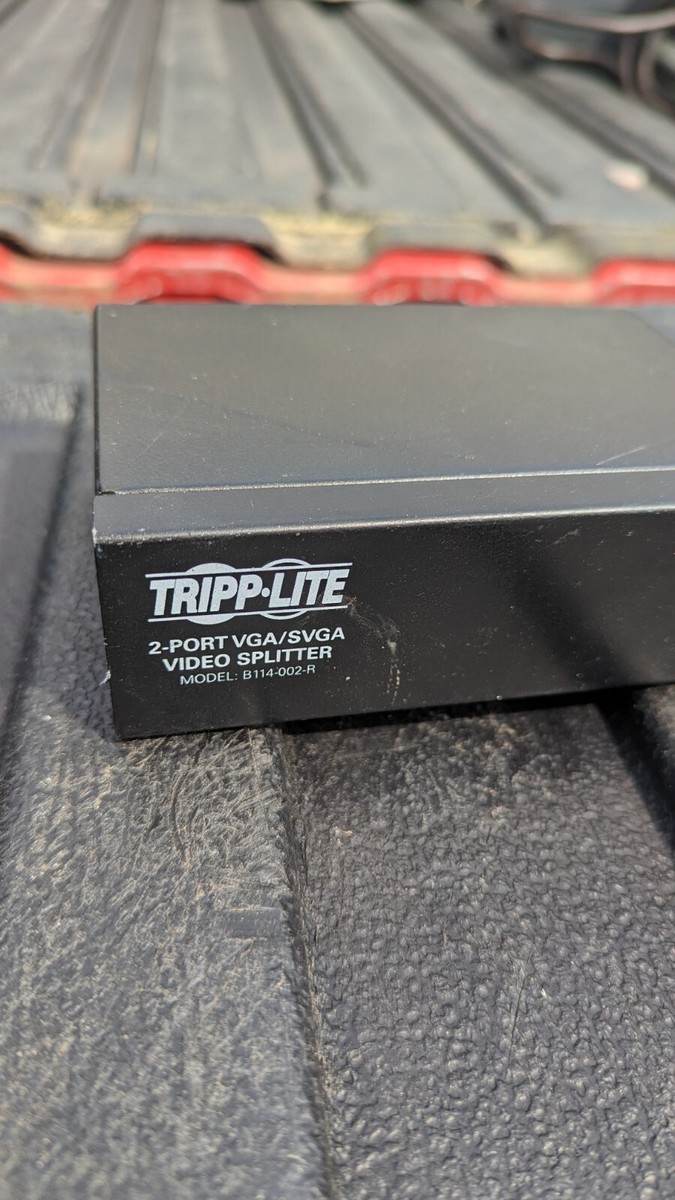 TRIPP·LITE
2-PORT VGA/SVGA
VIDEO SPLITTER
MODEL: B114-002-R